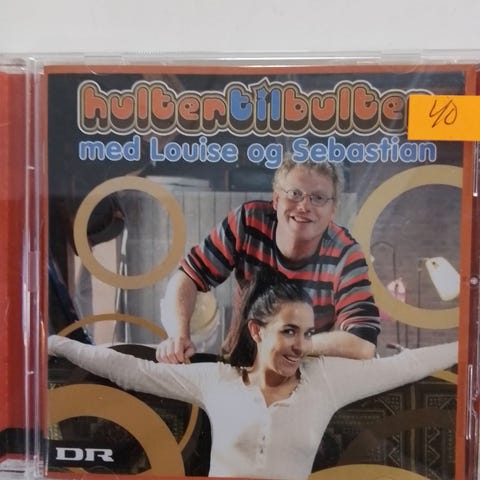 hultertilbulter
40
med Louise og Sebastian
DR